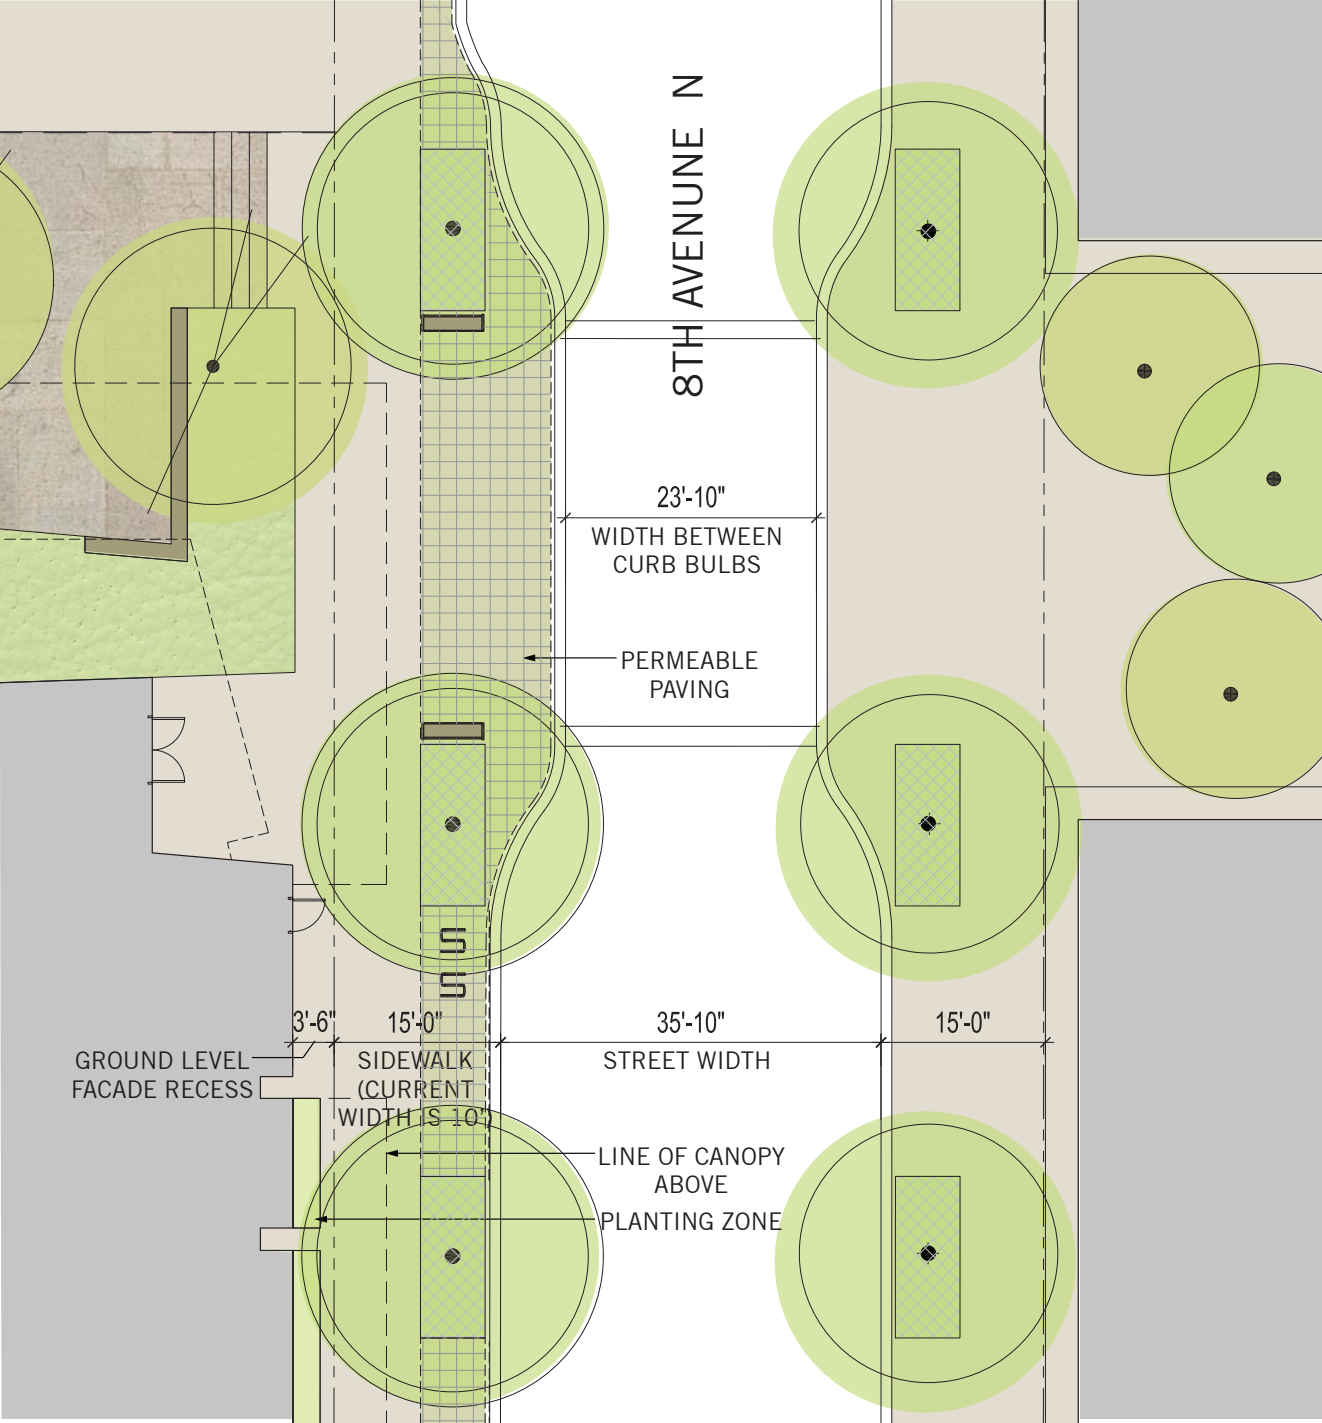 8TH AVENUNE N
23'-10"
WIDTH BETWEEN
CURB BULBS
PERMEABLE
PAVING
3'-6"
15'-0"
35'-10"
15'-0"
GROUND LEVEL
FACADE RECESS
SIDEWALK
(CURRENT
WIDTH IS 10')
STREET WIDTH
LINE OF CANOPY
ABOVE
PLANTING ZONE